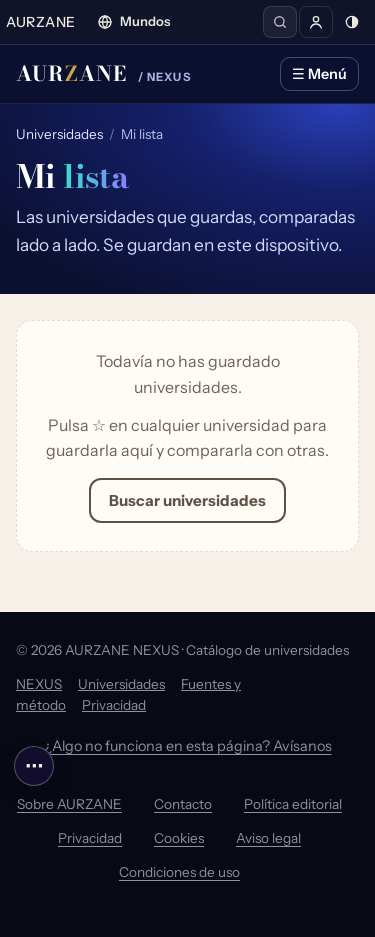 AURZANE Mundos
AURZANE / NEXUS ☰ Menú
Universidades / Mi lista
Mi lista
Las universidades que guardas, comparadas
lado a lado. Se guardan en este dispositivo.
Todavía no has guardado
universidades.
Pulsa ☆ en cualquier universidad para
guardarla aquí y compararla con otras.
Buscar universidades
© 2026 AURZANE NEXUS · Catálogo de universidades
NEXUS Universidades Fuentes y
método Privacidad
¿Algo no funciona en esta página? Avísanos
Sobre AURZANE Contacto Política editorial
Privacidad Cookies Aviso legal
Condiciones de uso